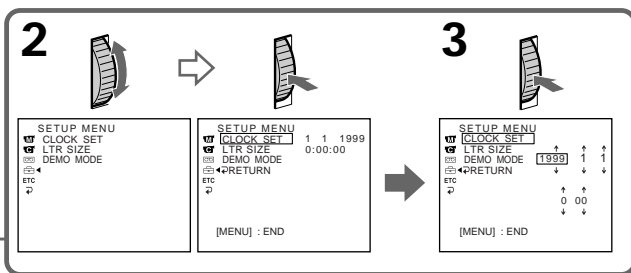 2
3
SETUP MENU
CLOCK SET
LTR SIZE
DEMO MODE
ETC
SETUP MENU
CLOCK SET 1 1 1999
LTR SIZE 0:00:00
DEMO MODE
RETURN
ETC
[MENU] : END
SETUP MENU
CLOCK SET
LTR SIZE
DEMO MODE 1999 1 1
RETURN
ETC
0 00
[MENU] : END